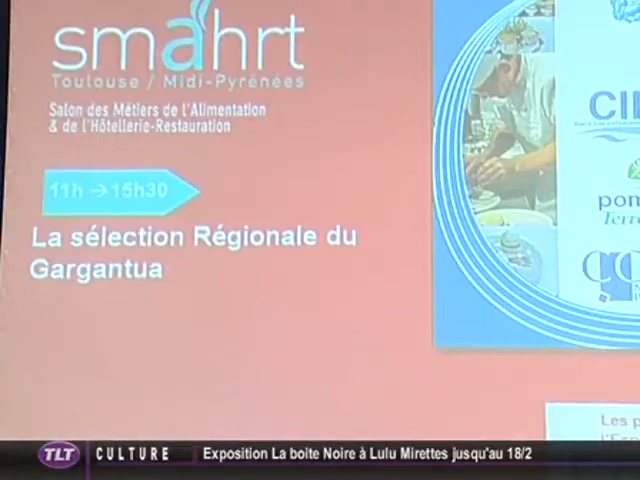 smahrt
Toulouse / Midi-Pyrénées
Salon des Métiers de l'Alimentation
& de l'Hôtellerie-Restauration
11h → 15h30
La sélection Régionale du
Gargantua
Les p
TLT CULTURE Exposition La boite Noire à Lulu Mirettes jusqu'au 18/2